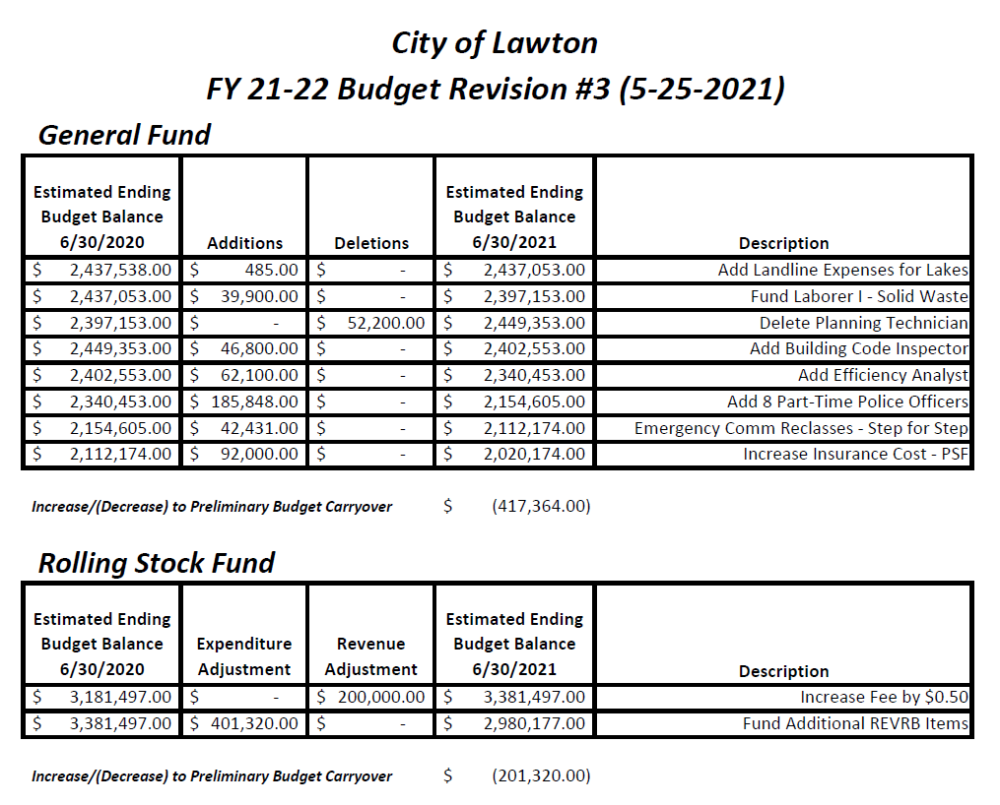 City of Lawton
FY 21-22 Budget Revision #3 (5-25-2021)
General Fund
Estimated Ending Budget Balance 6/30/2020 Additions Deletions Estimated Ending Budget Balance 6/30/2021 Description
$ 2,437,538.00 $ 485.00 $ - $ 2,437,053.00 Add Landline Expenses for Lakes
$ 2,437,053.00 $ 39,900.00 $ - $ 2,397,153.00 Fund Laborer I - Solid Waste
$ 2,397,153.00 $ - $ 52,200.00 $ 2,449,353.00 Delete Planning Technician
$ 2,449,353.00 $ 46,800.00 $ - $ 2,402,553.00 Add Building Code Inspector
$ 2,402,553.00 $ 62,100.00 $ - $ 2,340,453.00 Add Efficiency Analyst
$ 2,340,453.00 $ 185,848.00 $ - $ 2,154,605.00 Add 8 Part-Time Police Officers
$ 2,154,605.00 $ 42,431.00 $ - $ 2,112,174.00 Emergency Comm Reclasses - Step for Step
$ 2,112,174.00 $ 92,000.00 $ - $ 2,020,174.00 Increase Insurance Cost - PSF
Increase/(Decrease) to Preliminary Budget Carryover $ (417,364.00)
Rolling Stock Fund
Estimated Ending Budget Balance 6/30/2020 Expenditure Adjustment Revenue Adjustment Estimated Ending Budget Balance 6/30/2021 Description
$ 3,181,497.00 $ - $ 200,000.00 $ 3,381,497.00 Increase Fee by $0.50
$ 3,381,497.00 $ 401,320.00 $ - $ 2,980,177.00 Fund Additional REVRB Items
Increase/(Decrease) to Preliminary Budget Carryover $ (201,320.00)